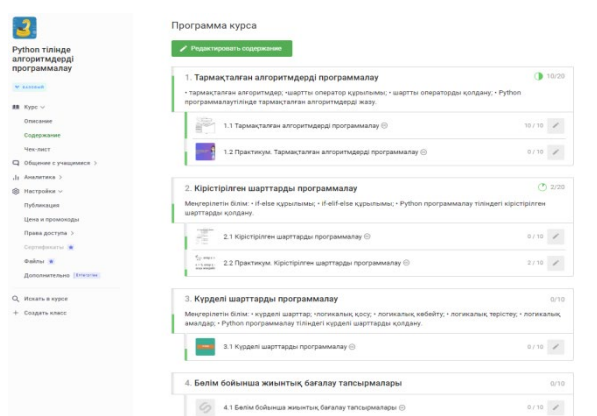 Python тілінде
алгоритмдерді
программалау
БАЗОВЫЙ
Курс
Описание
Содержание
Чек-лист
Общение с учащимися
Аналитика
Настройка
Публикация
Цена и промокоды
Права доступа
Сертификаты
Файлы
Дополнительно
Искать в курсе
+ Создать класс
Программа курса
Редактировать содержание
1. Тармақталған алгоритмдерді программалау 10/20
• тармақталған алгоритмдер; •шартты оператор құрылымы; • шартты операторды қолдану; • Python
программалаутілінде тармақталған алгоритмдерді жазу.
1.1 Тармақталған алгоритмдерді программалау 10 / 10
1.2 Практикум. Тармақталған алгоритмдерді программалау 0 / 10
2. Кірістірілген шарттарды программалау 2/20
Меңгерілетін білім: • if-else құрылымы; • if-elif-else құрылымы; • Python программалау тіліндегі кірістірілген
шарттарды қолдану.
2.1 Кірістірілген шарттарды программалау 0 / 10
2.2 Практикум. Кірістірілген шарттарды программалау 2 / 10
3. Күрделі шарттарды программалау 0/10
Меңгерілетін білім: • күрделі шарттар; •логикалық қосу; • логикалық көбейту; • логикалық терістеу; • логикалық
амалдар; • Python программалау тіліндегі күрделі шарттарды қолдану.
3.1 Күрделі шарттарды программалау 0 / 10
4. Бөлім бойынша жиынтық бағалау тапсырмалары 0/10
4.1 Бөлім бойынша жиынтық бағалау тапсырмалары 0 / 10